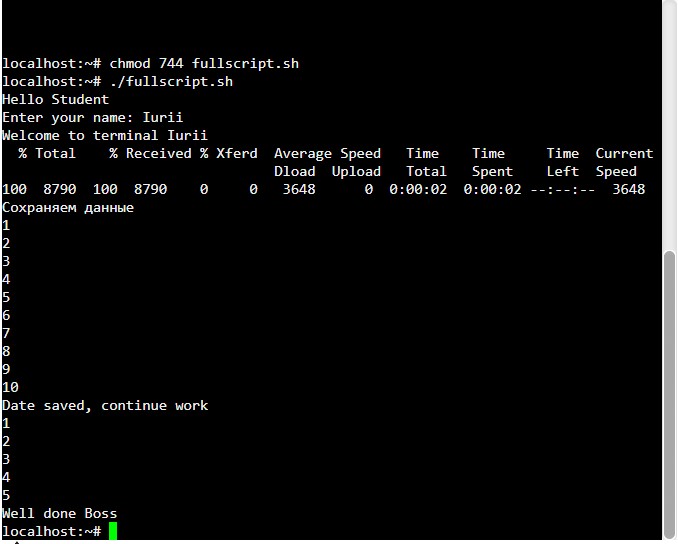 localhost:~# chmod 744 fullscript.sh
localhost:~# ./fullscript.sh
Hello Student
Enter your name: Iurii
Welcome to terminal Iurii
  % Total    % Received % Xferd  Average Speed   Time    Time     Time  Current
                                 Dload  Upload   Total   Spent    Left  Speed
100  8790  100  8790    0     0   3648      0  0:00:02  0:00:02 --:--:--  3648
Сохраняем данные
1
2
3
4
5
6
7
8
9
10
Date saved, continue work
1
2
3
4
5
Well done Boss
localhost:~#